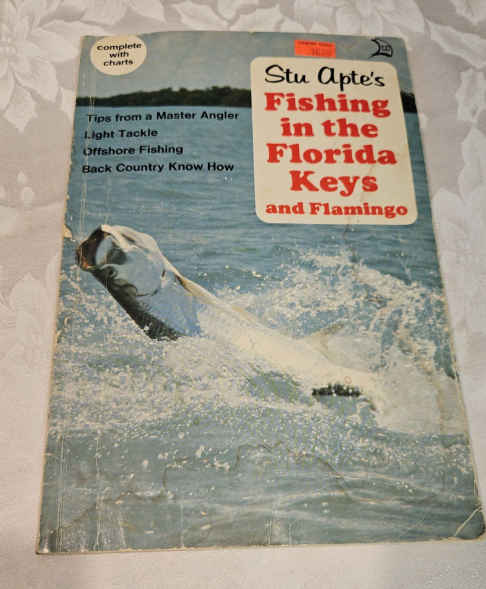 complete
with
charts
Tips from a Master Angler
Light Tackle
Offshore Fishing
Back Country Know How
Stu Apte's
Fishing
in the
Florida
Keys
and Flamingo